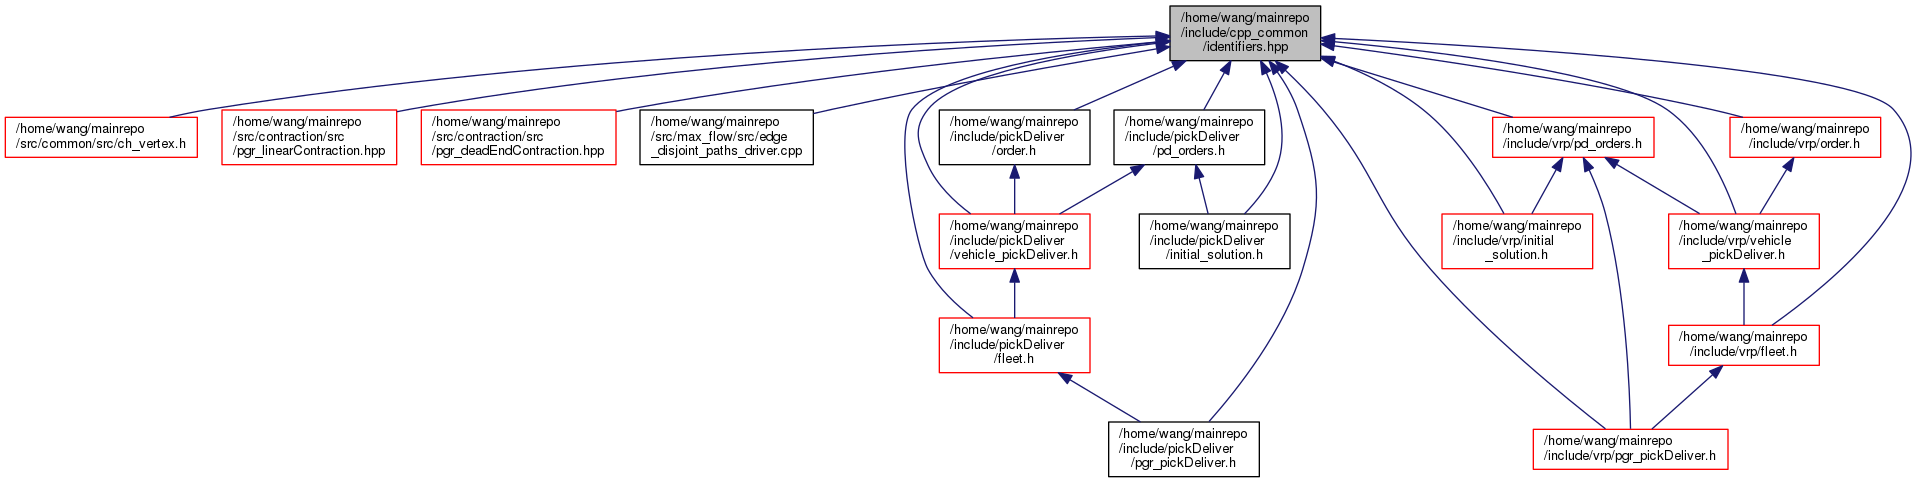 /home/wang/mainrepo
/include/cpp_common
/identifiers.hpp
/home/wang/mainrepo
/src/common/src/ch_vertex.h
/home/wang/mainrepo
/src/contraction/src
/pgr_linearContraction.hpp
/home/wang/mainrepo
/src/contraction/src
/pgr_deadEndContraction.hpp
/home/wang/mainrepo
/src/max_flow/src/edge
_disjoint_paths_driver.cpp
/home/wang/mainrepo
/include/pickDeliver
/order.h
/home/wang/mainrepo
/include/pickDeliver
/pd_orders.h
/home/wang/mainrepo
/include/vrp/pd_orders.h
/home/wang/mainrepo
/include/vrp/order.h
/home/wang/mainrepo
/include/pickDeliver
/vehicle_pickDeliver.h
/home/wang/mainrepo
/include/pickDeliver
/initial_solution.h
/home/wang/mainrepo
/include/vrp/initial
_solution.h
/home/wang/mainrepo
/include/vrp/vehicle
_pickDeliver.h
/home/wang/mainrepo
/include/pickDeliver
/fleet.h
/home/wang/mainrepo
/include/vrp/fleet.h
/home/wang/mainrepo
/include/pickDeliver
/pgr_pickDeliver.h
/home/wang/mainrepo
/include/vrp/pgr_pickDeliver.h